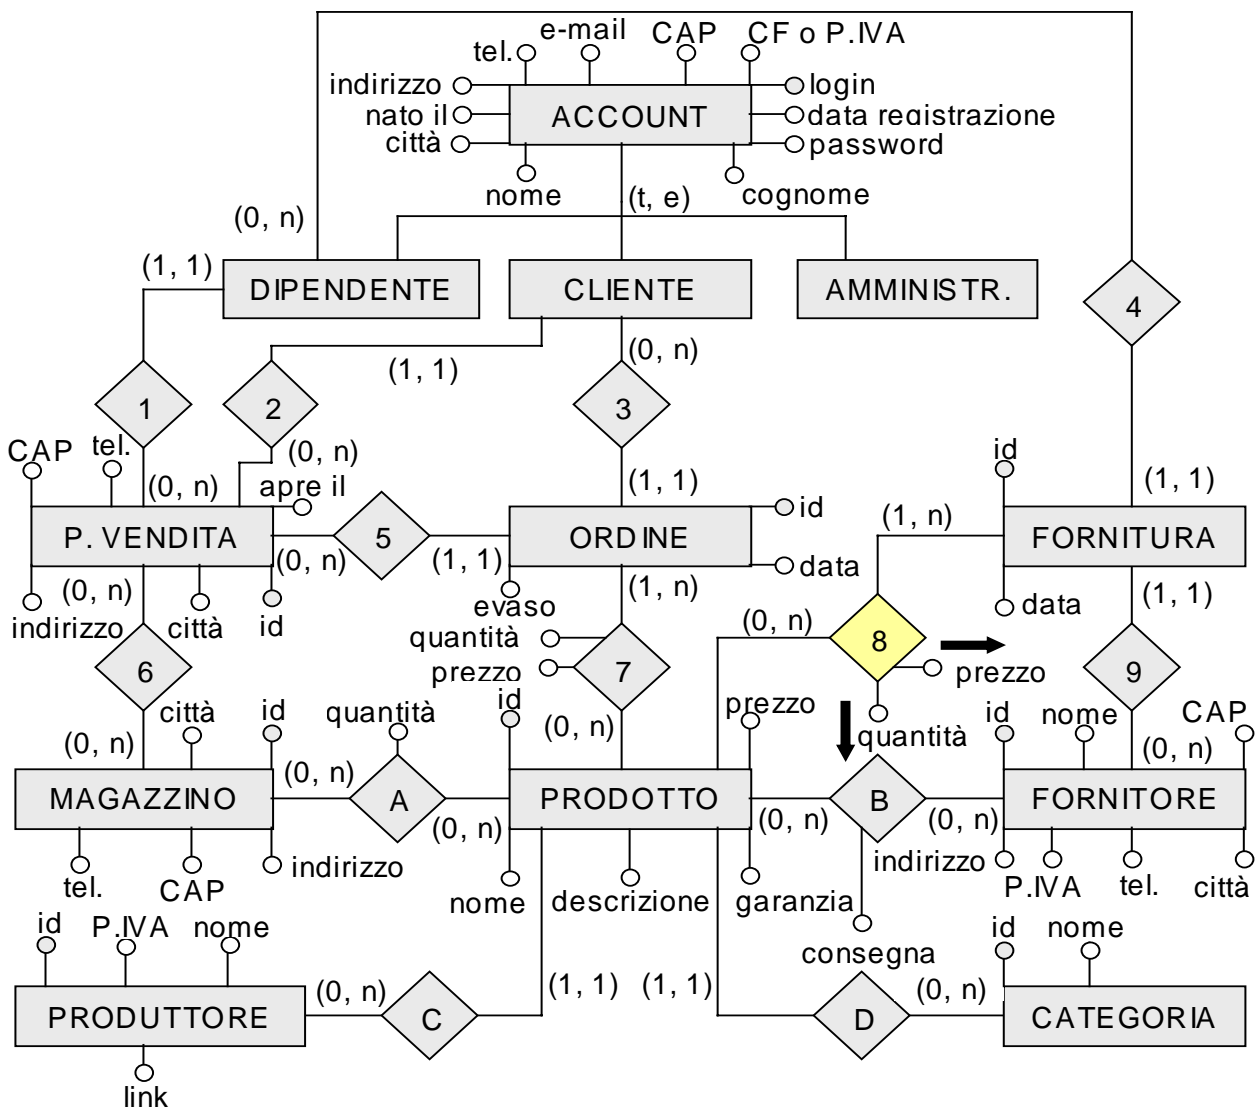 e-mail CAP CF o P.IVA
tel.
indirizzo login
nato il ACCOUNT data registrazione
città password
nome (t, e) cognome
(0, n)
(1, 1)
DIPENDENTE CLIENTE AMMINISTR. 4
(1, 1) (0, n)
1 2 3
CAP tel. (0, n) id
(0, n) apre il (1, 1) (1, 1)
P. VENDITA 5 ORDINE id (1, n) FORNITURA
(0, n) (1, 1)
(0, n) (1, n) data
indirizzo città id evaso data (1, 1)
quantità (0, n) 8
6 prezzo 7 prezzo 9
città id quantità id prezzo id nome CAP
(0, n) (0, n) quantità (0, n)
MAGAZZINO (0, n) A PRODOTTO (0, n) B (0, n) FORNITORE
(0, n)
tel. CAP indirizzo nome descrizione garanzia indirizzo P.IVA tel. città
id P.IVA nome consegna id nome
(0, n) (1, 1) (1, 1) (0, n)
PRODUTTORE C D CATEGORIA
link